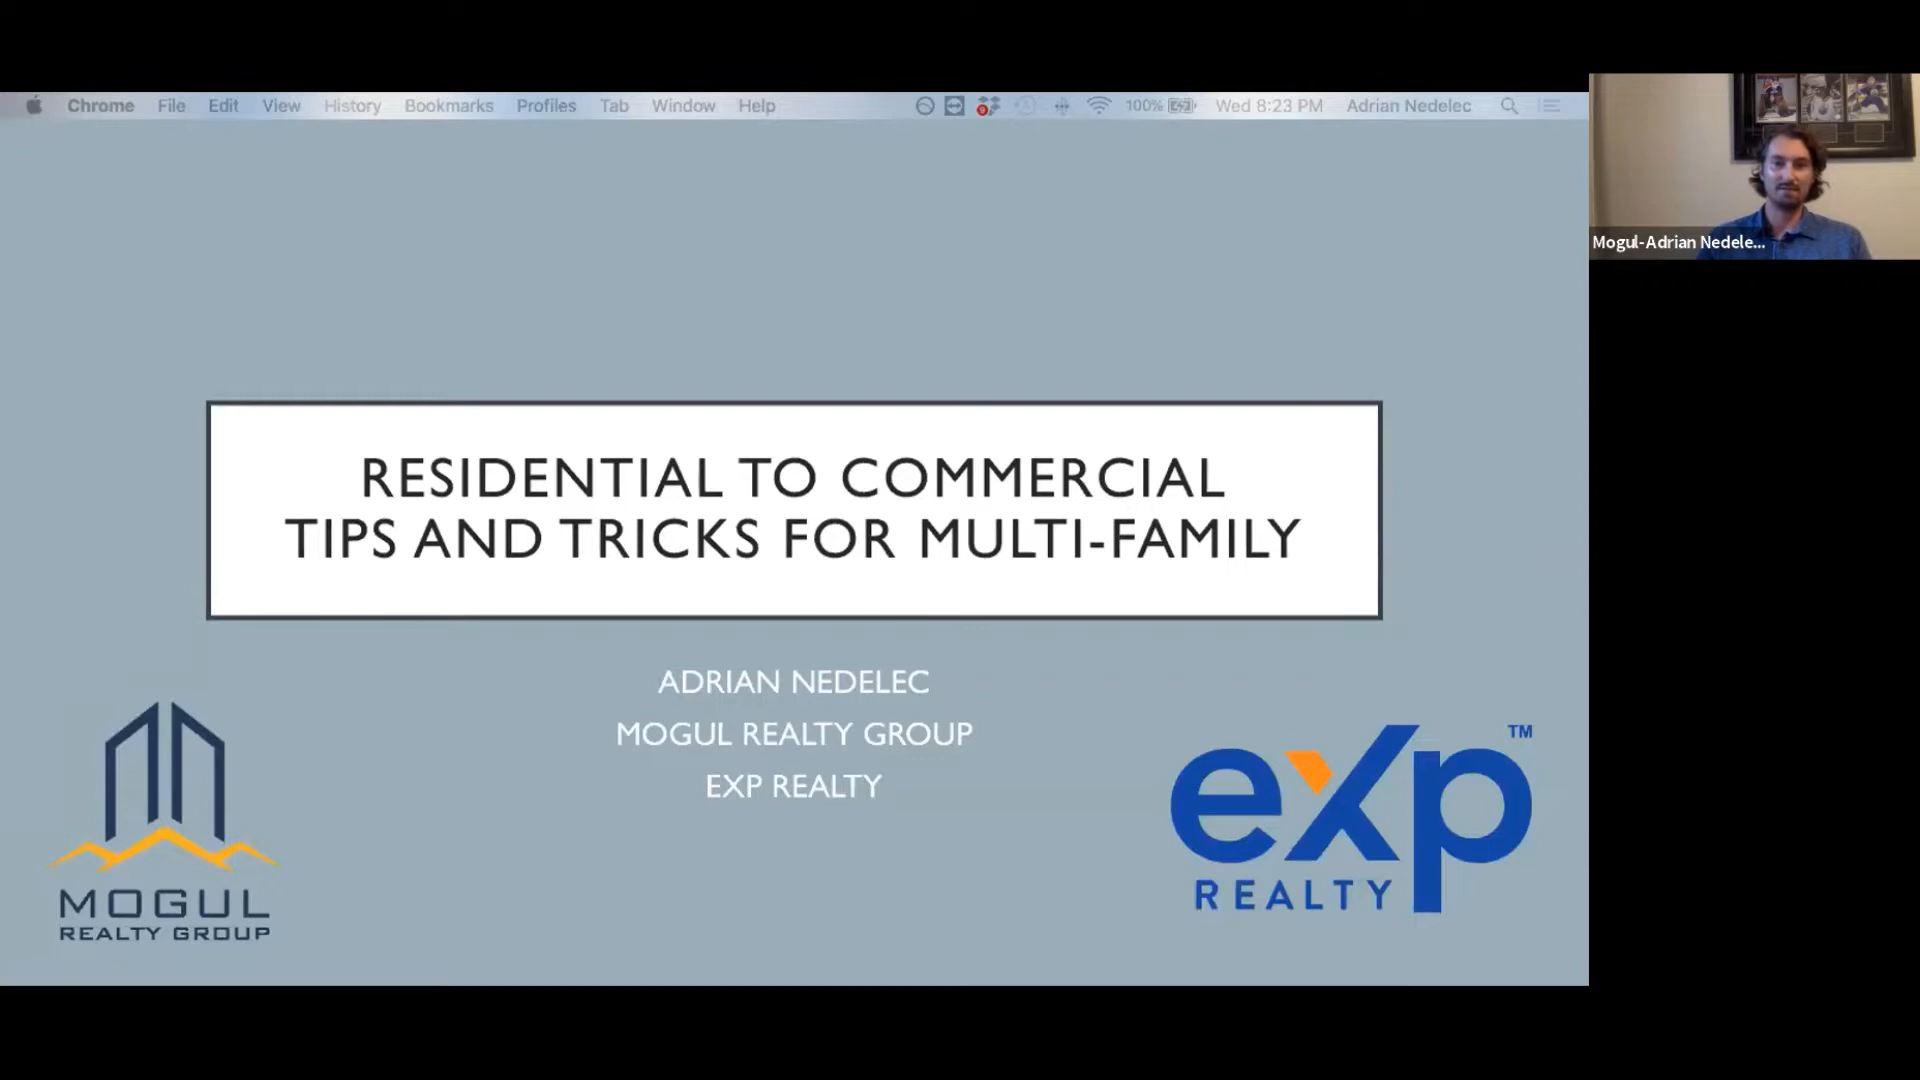 Chrome File Edit View History Bookmarks Profiles Tab Window Help 100% Wed 8:23 PM Adrian Nedelec
Mogul-Adrian Nedele...
RESIDENTIAL TO COMMERCIAL
TIPS AND TRICKS FOR MULTI-FAMILY
ADRIAN NEDELEC
MOGUL REALTY GROUP
EXP REALTY
MOGUL
REALTY GROUP
eXp TM
REALTY